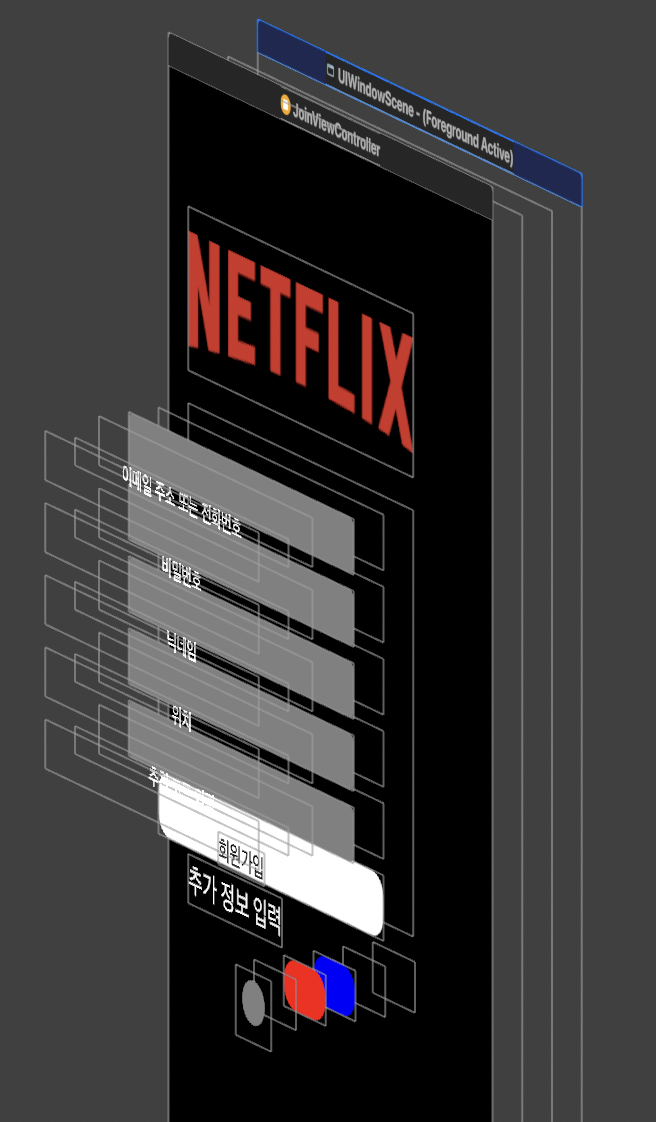 UIWindowScene - (Foreground Active)
JoinViewController
NETFLIX
이메일 주소 또는 전화번호
비밀번호
닉네임
위치
회원가입
추가 정보 입력